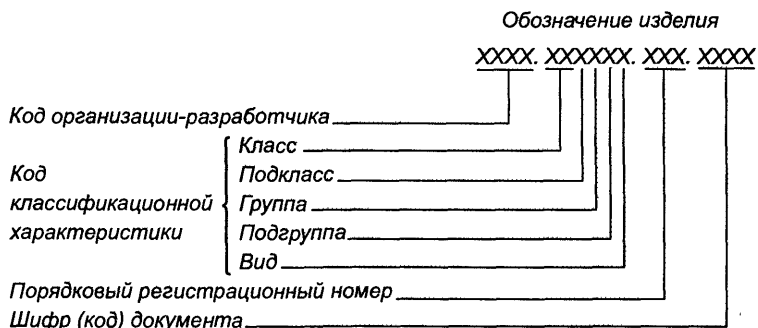 Обозначение изделия
XXXX. XXXXXX. XXX. XXXX
Код организации-разработчика
Класс
Код
Подкласс
классификационной
Группа
характеристики
Подгруппа
Вид
Порядковый регистрационный номер
Шифр (код) документа